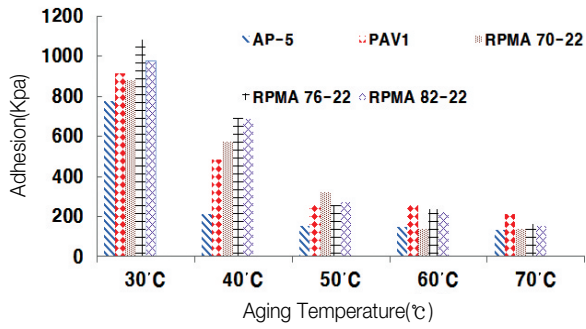 1200
1000
800
600
400
200
0
Adhesion(Kpa)
AP-5 PAV1 RPMA 70-22
RPMA 76-22 RPMA 82-22
30℃ 40℃ 50℃ 60℃ 70℃
Aging Temperature(℃)